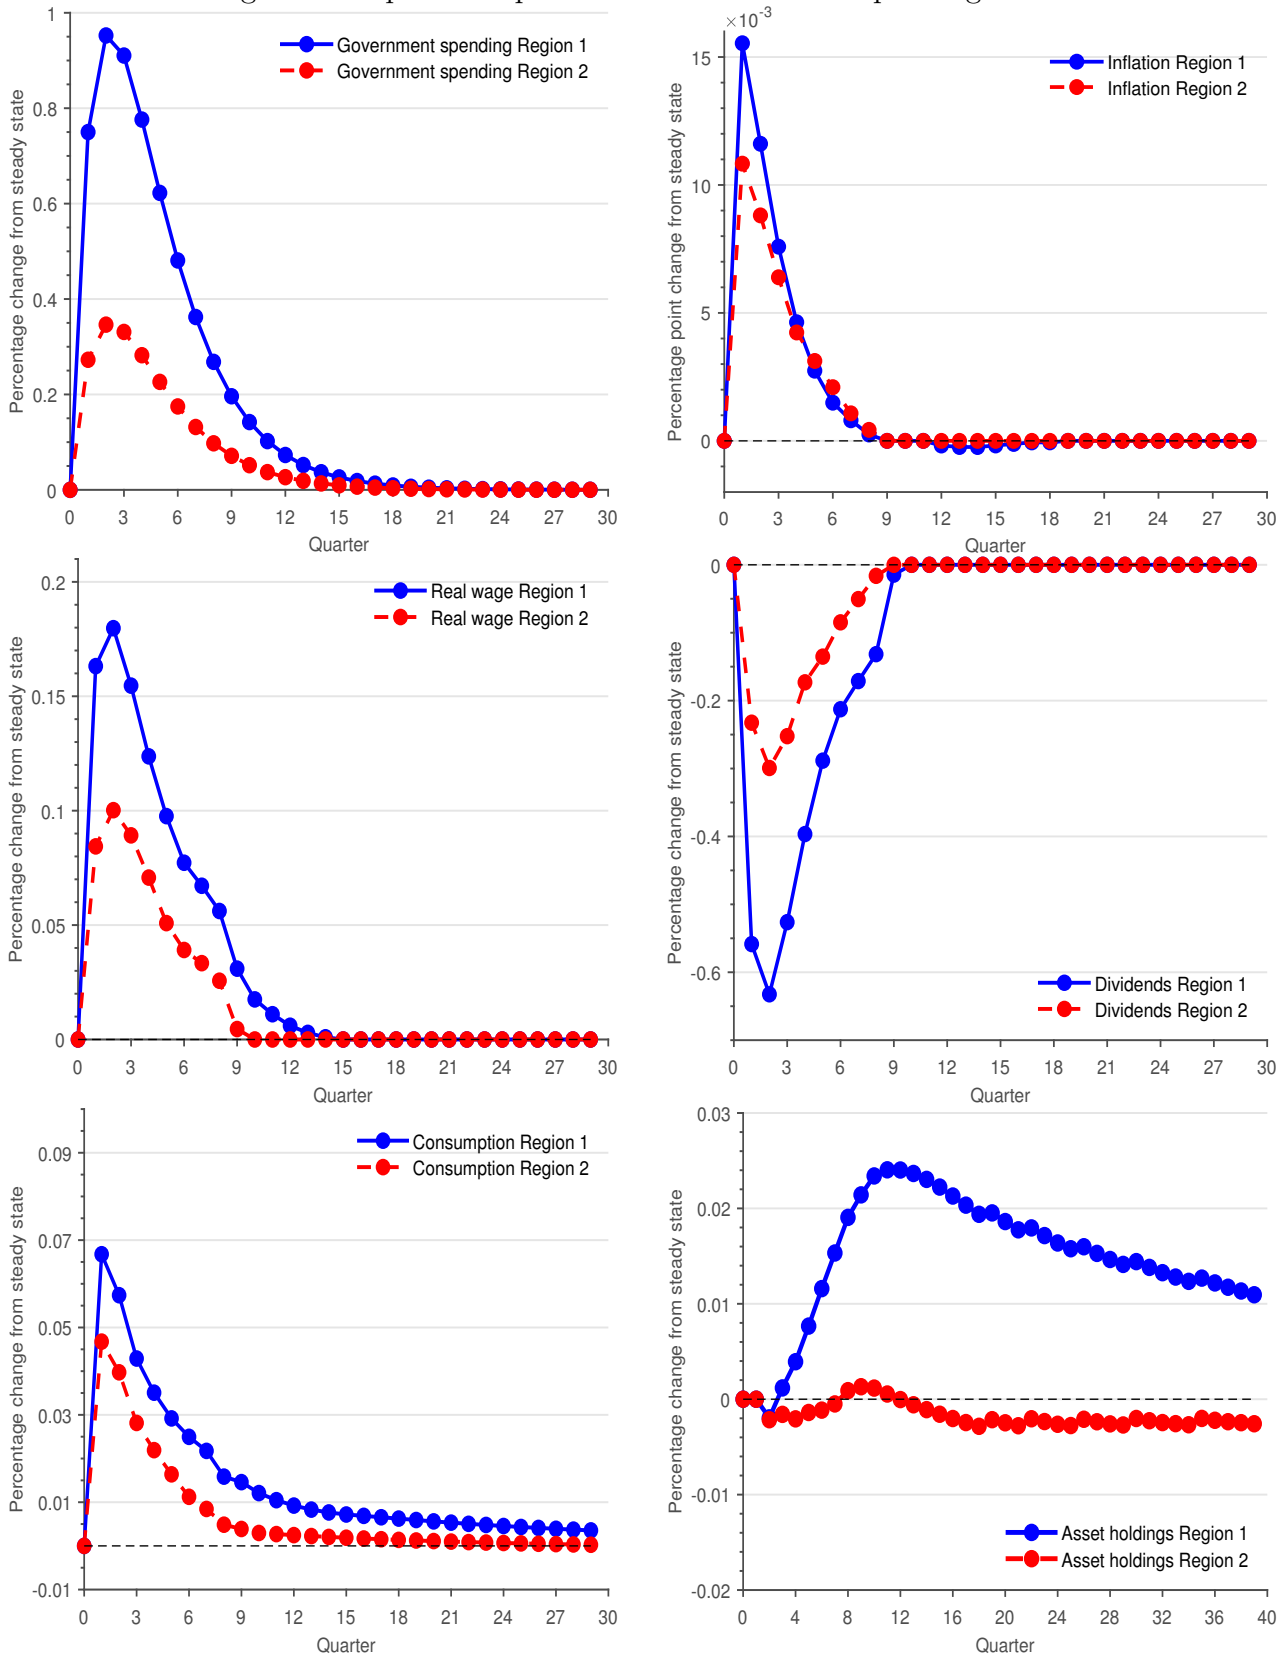 Government spending Region 1
Government spending Region 2
Percentage change from steady state
1
0.8
0.6
0.4
0.2
0
0 3 6 9 12 15 18 21 24 27 30
Quarter
×10⁻³
Inflation Region 1
Inflation Region 2
Percentage point change from steady state
15
10
5
0
0 3 6 9 12 15 18 21 24 27 30
Quarter
Real wage Region 1
Real wage Region 2
Percentage change from steady state
0.2
0.15
0.1
0.05
0
0 3 6 9 12 15 18 21 24 27 30
Quarter
Percentage change from steady state
0
-0.2
-0.4
-0.6
Dividends Region 1
Dividends Region 2
0 3 6 9 12 15 18 21 24 27 30
Quarter
Consumption Region 1
Consumption Region 2
Percentage change from steady state
0.09
0.07
0.05
0.03
0.01
-0.01
0 3 6 9 12 15 18 21 24 27 30
Quarter
Percentage change from steady state
0.03
0.02
0.01
0
-0.01
-0.02
Asset holdings Region 1
Asset holdings Region 2
0 4 8 12 16 20 24 28 32 36 40
Quarter